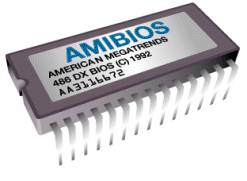 AMIBIOS
AMERICAN MEGATRENDS
486 DX BIOS (C) 1992
AA3116672